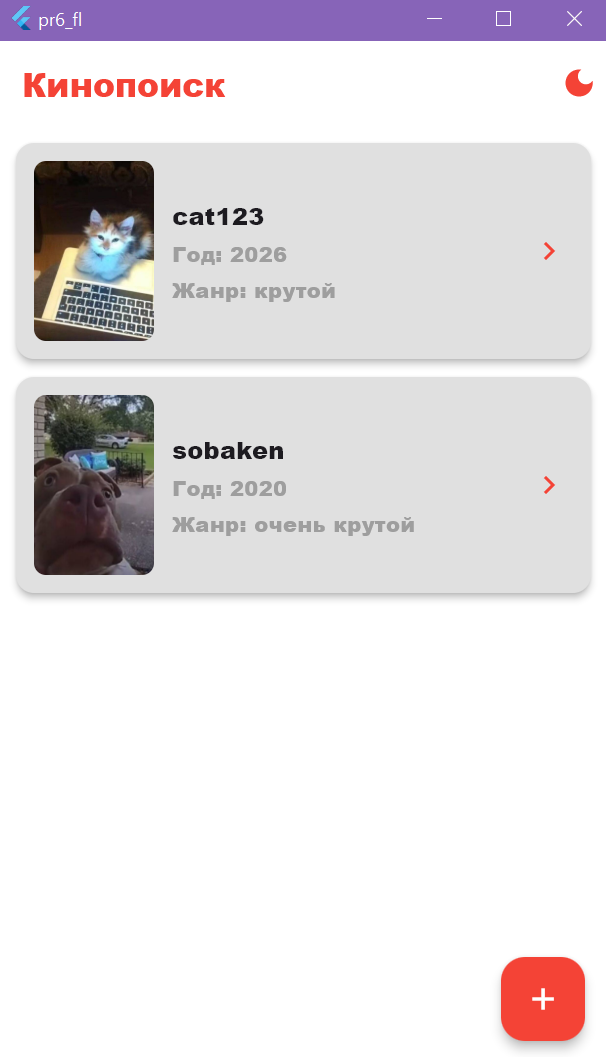 pr6_fl
Кинопоиск
cat123
Год: 2026
Жанр: крутой
sobaken
Год: 2020
Жанр: очень крутой